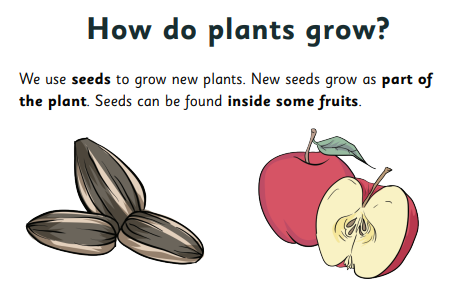 How do plants grow?
We use seeds to grow new plants. New seeds grow as part of
the plant. Seeds can be found inside some fruits.